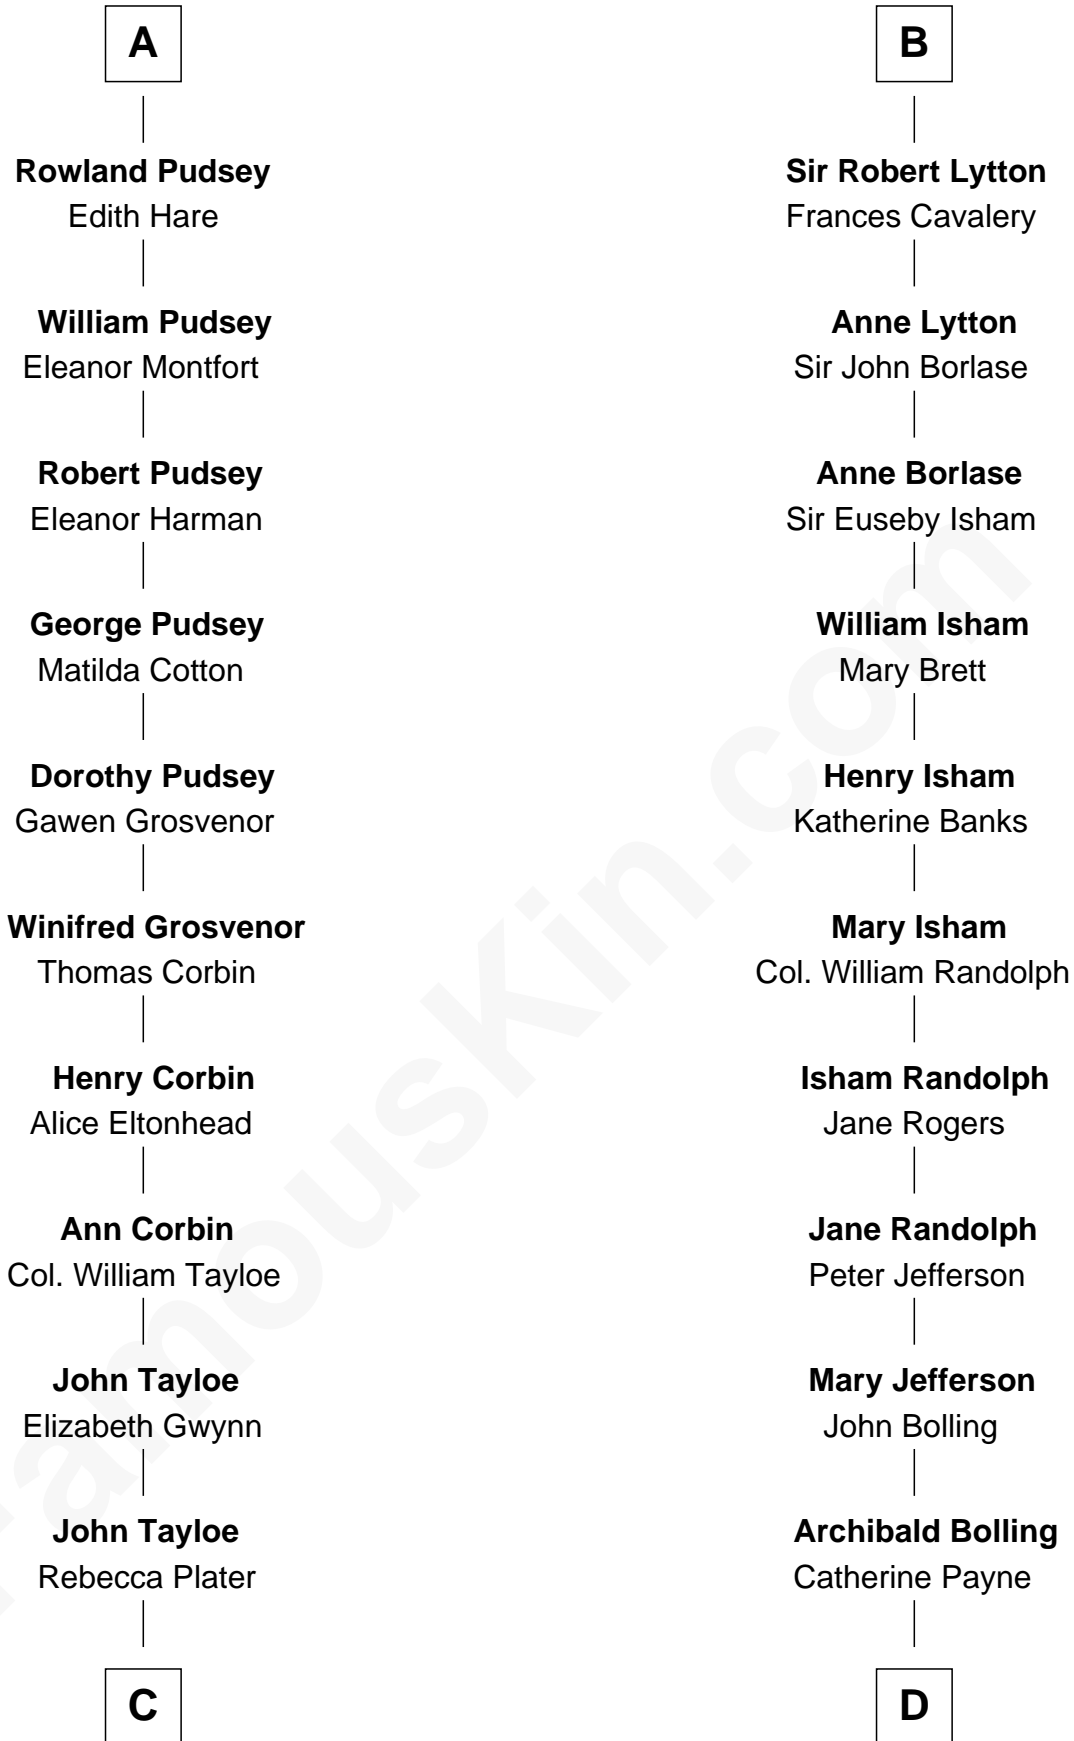 A
Rowland Pudsey
Edith Hare
William Pudsey
Eleanor Montfort
Robert Pudsey
Eleanor Harman
George Pudsey
Matilda Cotton
Dorothy Pudsey
Gawen Grosvenor
Winifred Grosvenor
Thomas Corbin
Henry Corbin
Alice Eltonhead
Ann Corbin
Col. William Tayloe
John Tayloe
Elizabeth Gwynn
John Tayloe
Rebecca Plater
C
B
Sir Robert Lytton
Frances Cavalery
Anne Lytton
Sir John Borlase
Anne Borlase
Sir Euseby Isham
William Isham
Mary Brett
Henry Isham
Katherine Banks
Mary Isham
Col. William Randolph
Isham Randolph
Jane Rogers
Jane Randolph
Peter Jefferson
Mary Jefferson
John Bolling
Archibald Bolling
Catherine Payne
D
FamousKin.com